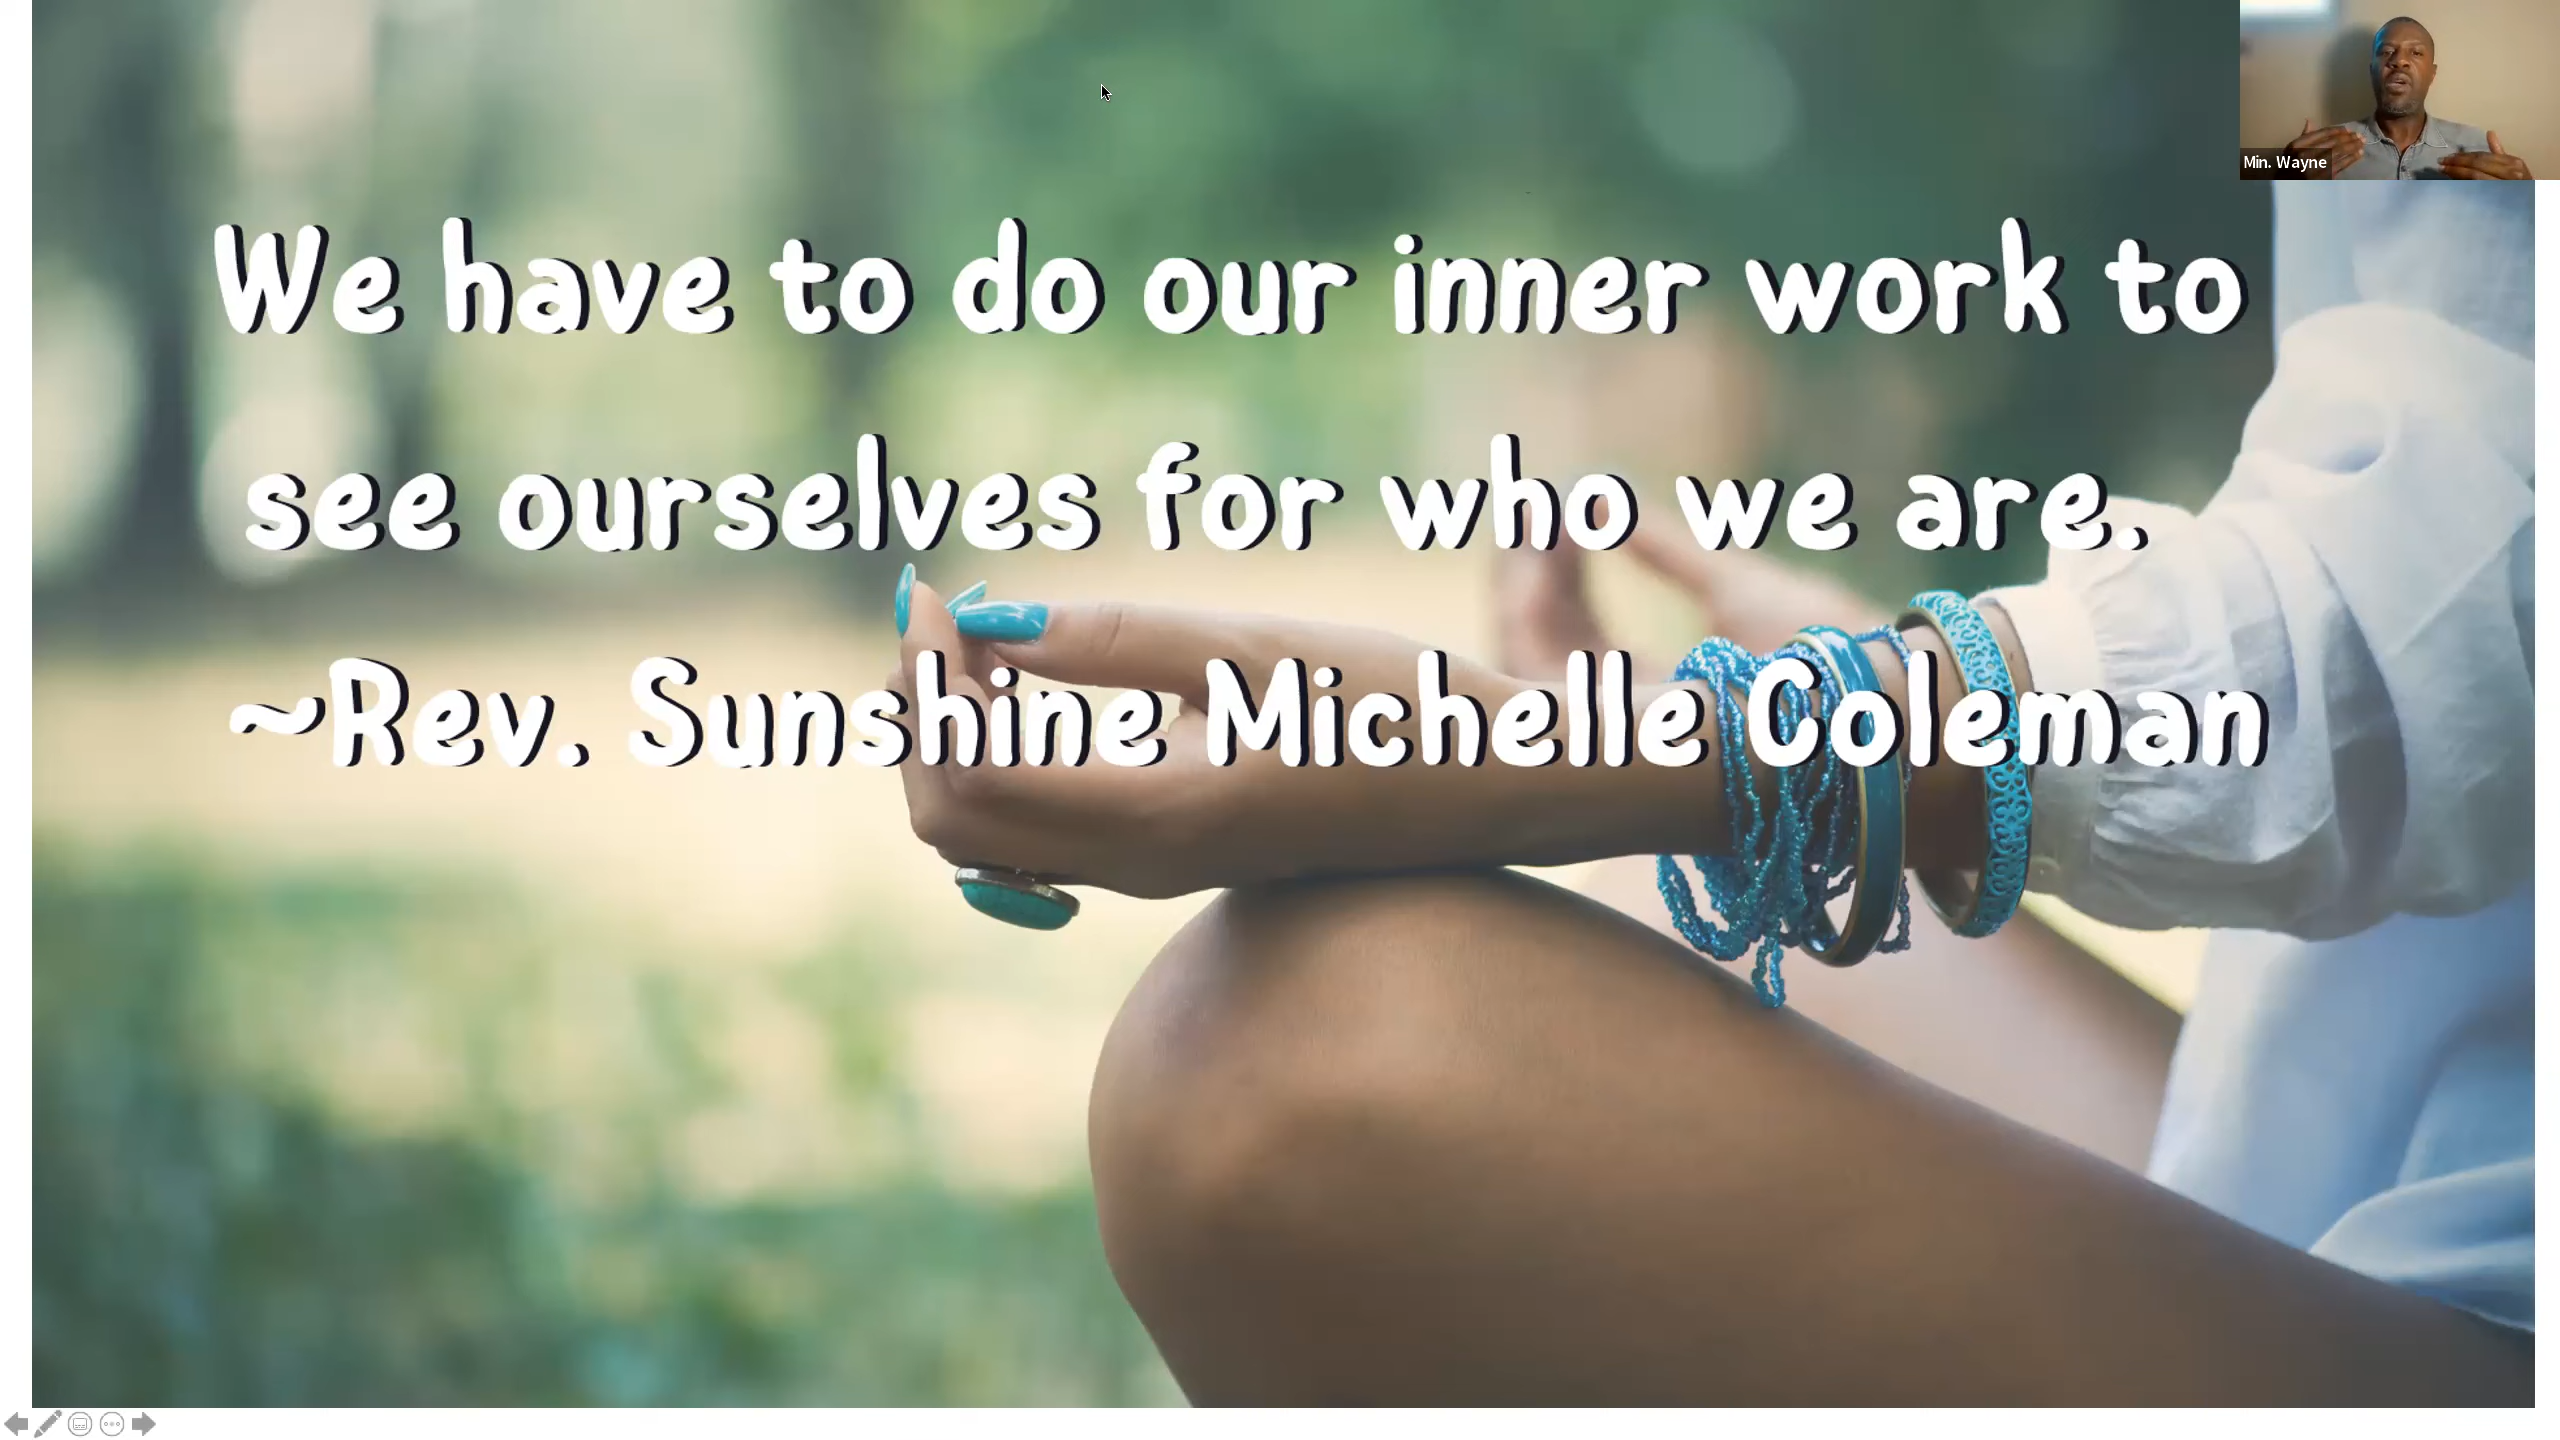 Min. Wayne
We have to do our inner work to
see ourselves for who we are.
~Rev. Sunshine Michelle Coleman